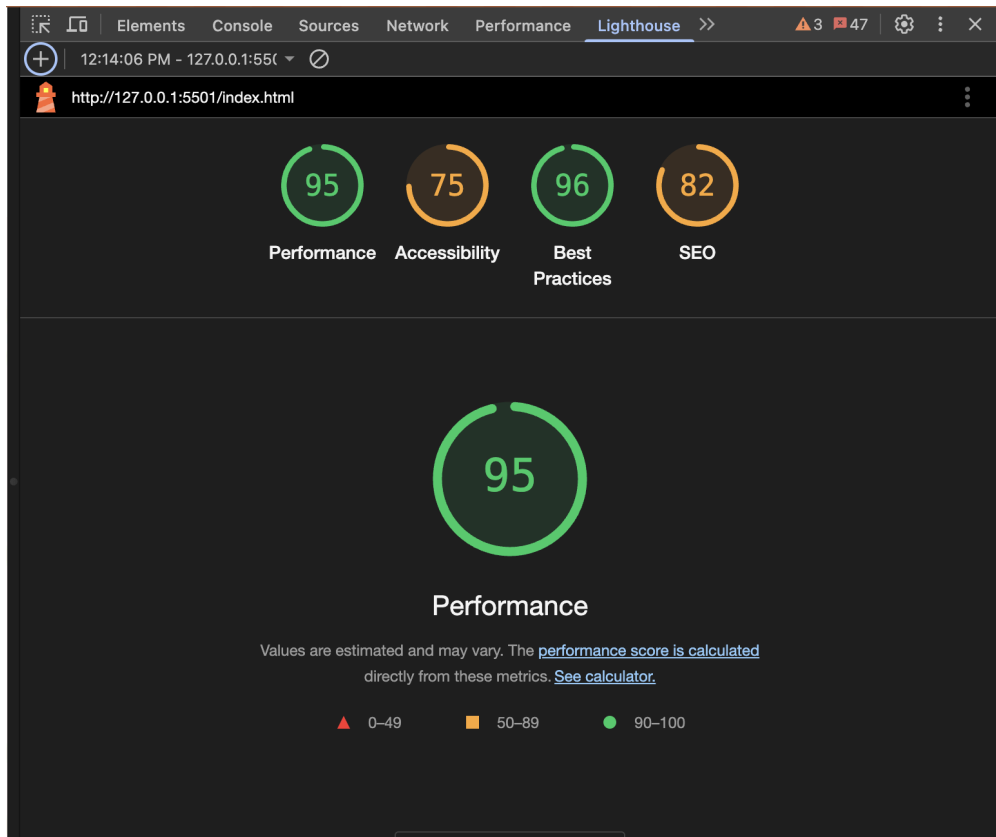 Elements Console Sources Network Performance Lighthouse 3 47
12:14:06 PM - 127.0.0.1:550
http://127.0.0.1:5501/index.html
95 75 96 82
Performance Accessibility Best Practices SEO
95
Performance
Values are estimated and may vary. The performance score is calculated
directly from these metrics. See calculator.
0–49 50–89 90–100